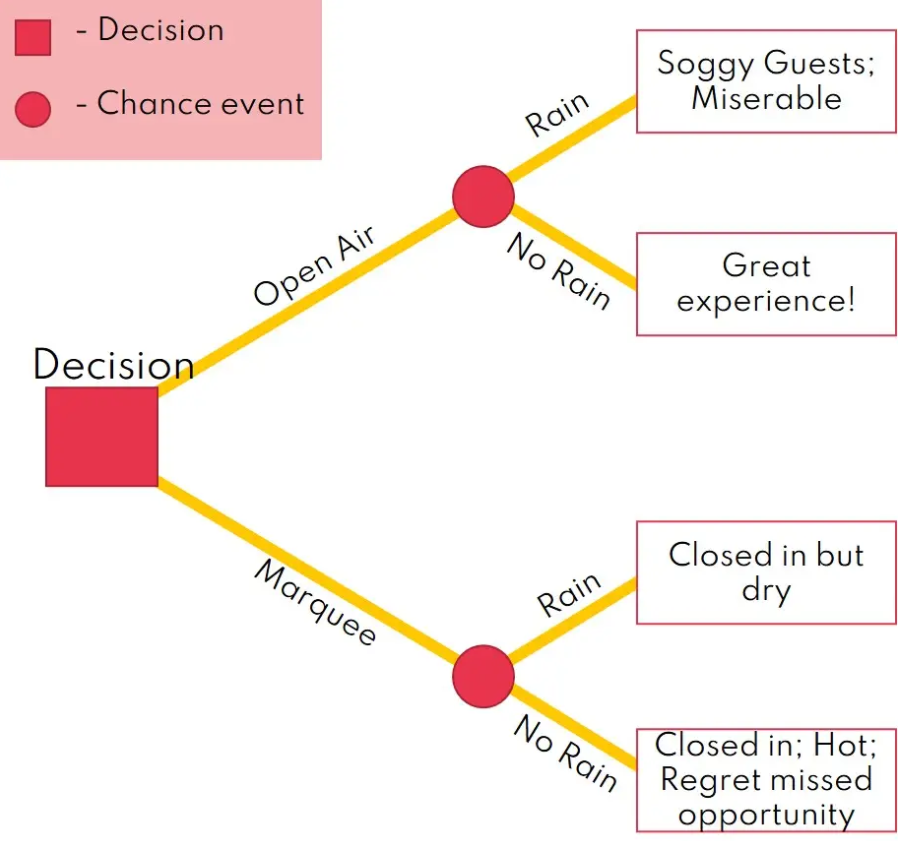 - Decision
- Chance event
Decision
Open Air
Rain
Soggy Guests;
Miserable
No Rain
Great
experience!
Marquee
Rain
Closed in but
dry
No Rain
Closed in; Hot;
Regret missed
opportunity